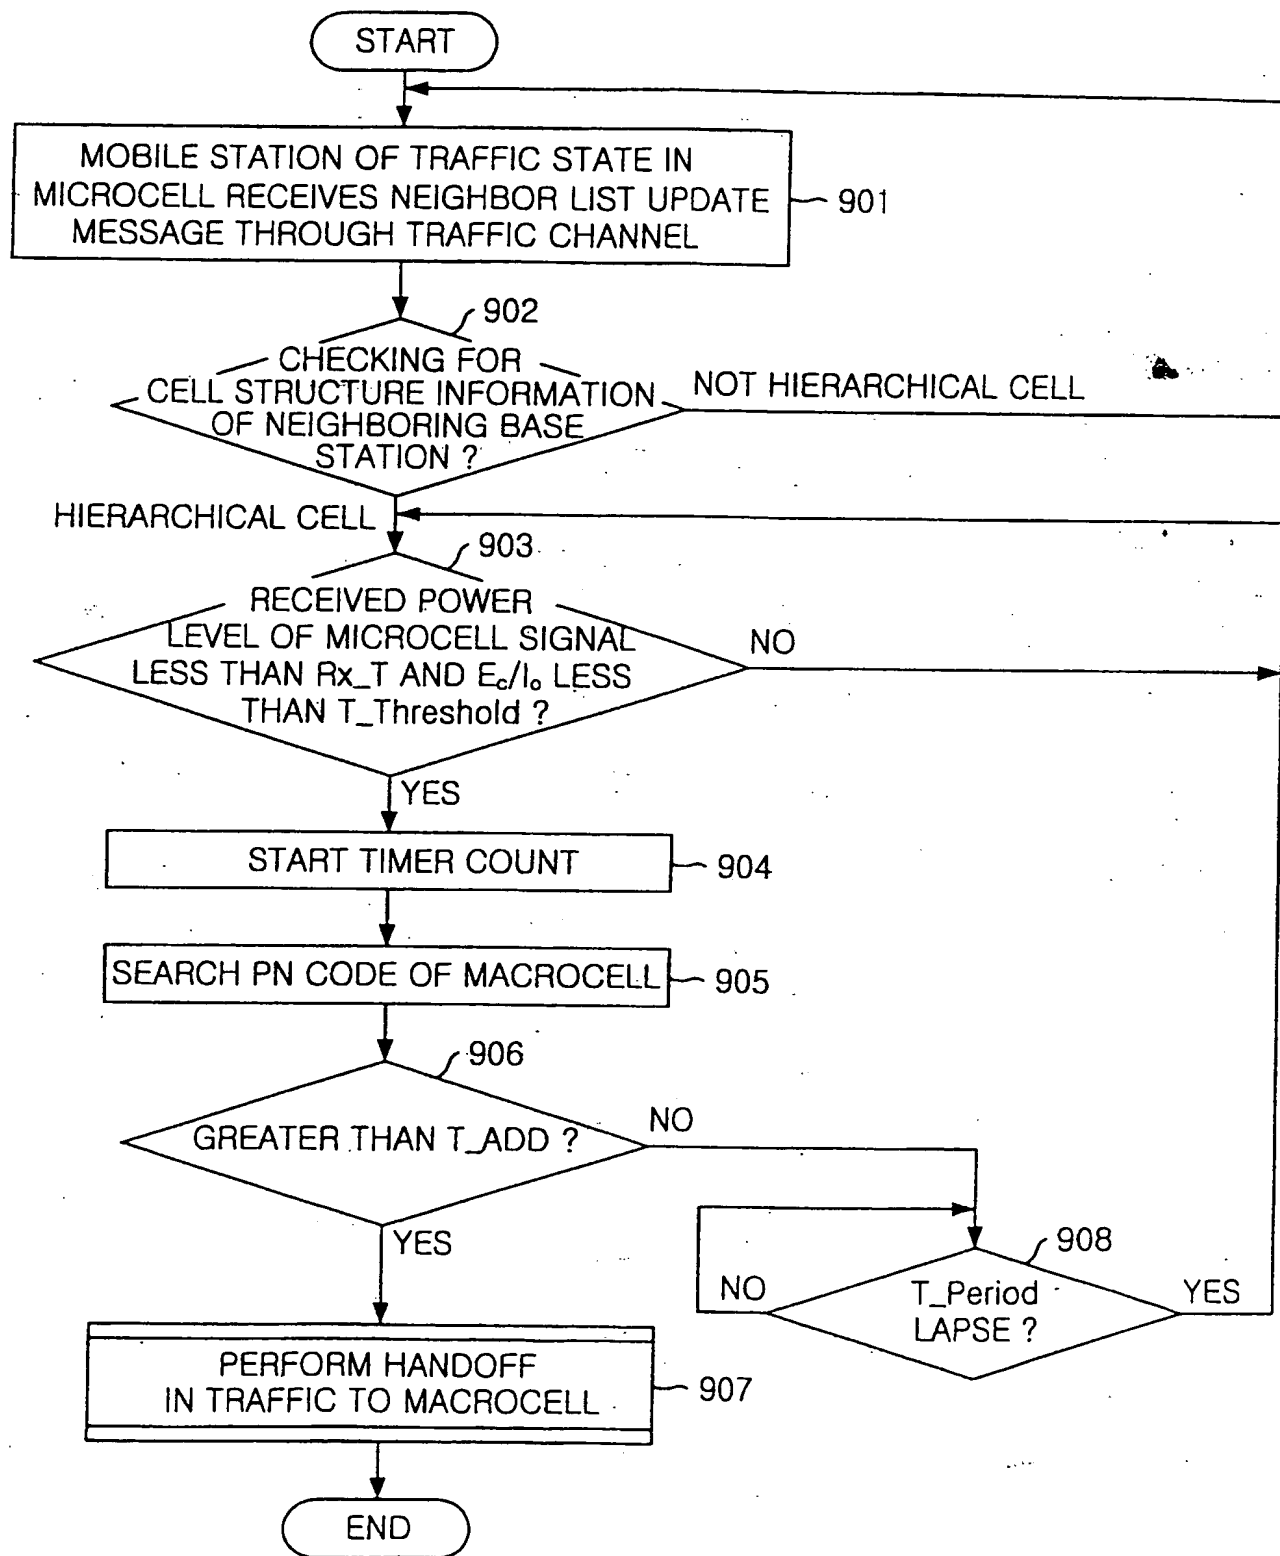 START
MOBILE STATION OF TRAFFIC STATE IN
MICROCELL RECEIVES NEIGHBOR LIST UPDATE
MESSAGE THROUGH TRAFFIC CHANNEL
901
902
CHECKING FOR
CELL STRUCTURE INFORMATION
OF NEIGHBORING BASE
STATION ?
NOT HIERARCHICAL CELL
HIERARCHICAL CELL
903
RECEIVED POWER
LEVEL OF MICROCELL SIGNAL
LESS THAN Rx_T AND Ec/Io LESS
THAN T_Threshold ?
NO
YES
START TIMER COUNT
904
SEARCH PN CODE OF MACROCELL
905
906
GREATER THAN T_ADD ?
NO
YES
908
T_Period
LAPSE ?
NO
YES
PERFORM HANDOFF
IN TRAFFIC TO MACROCELL
907
END